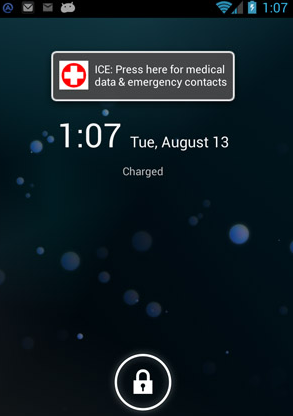 1:07
ICE: Press here for medical
data & emergency contacts
1:07 Tue, August 13
Charged